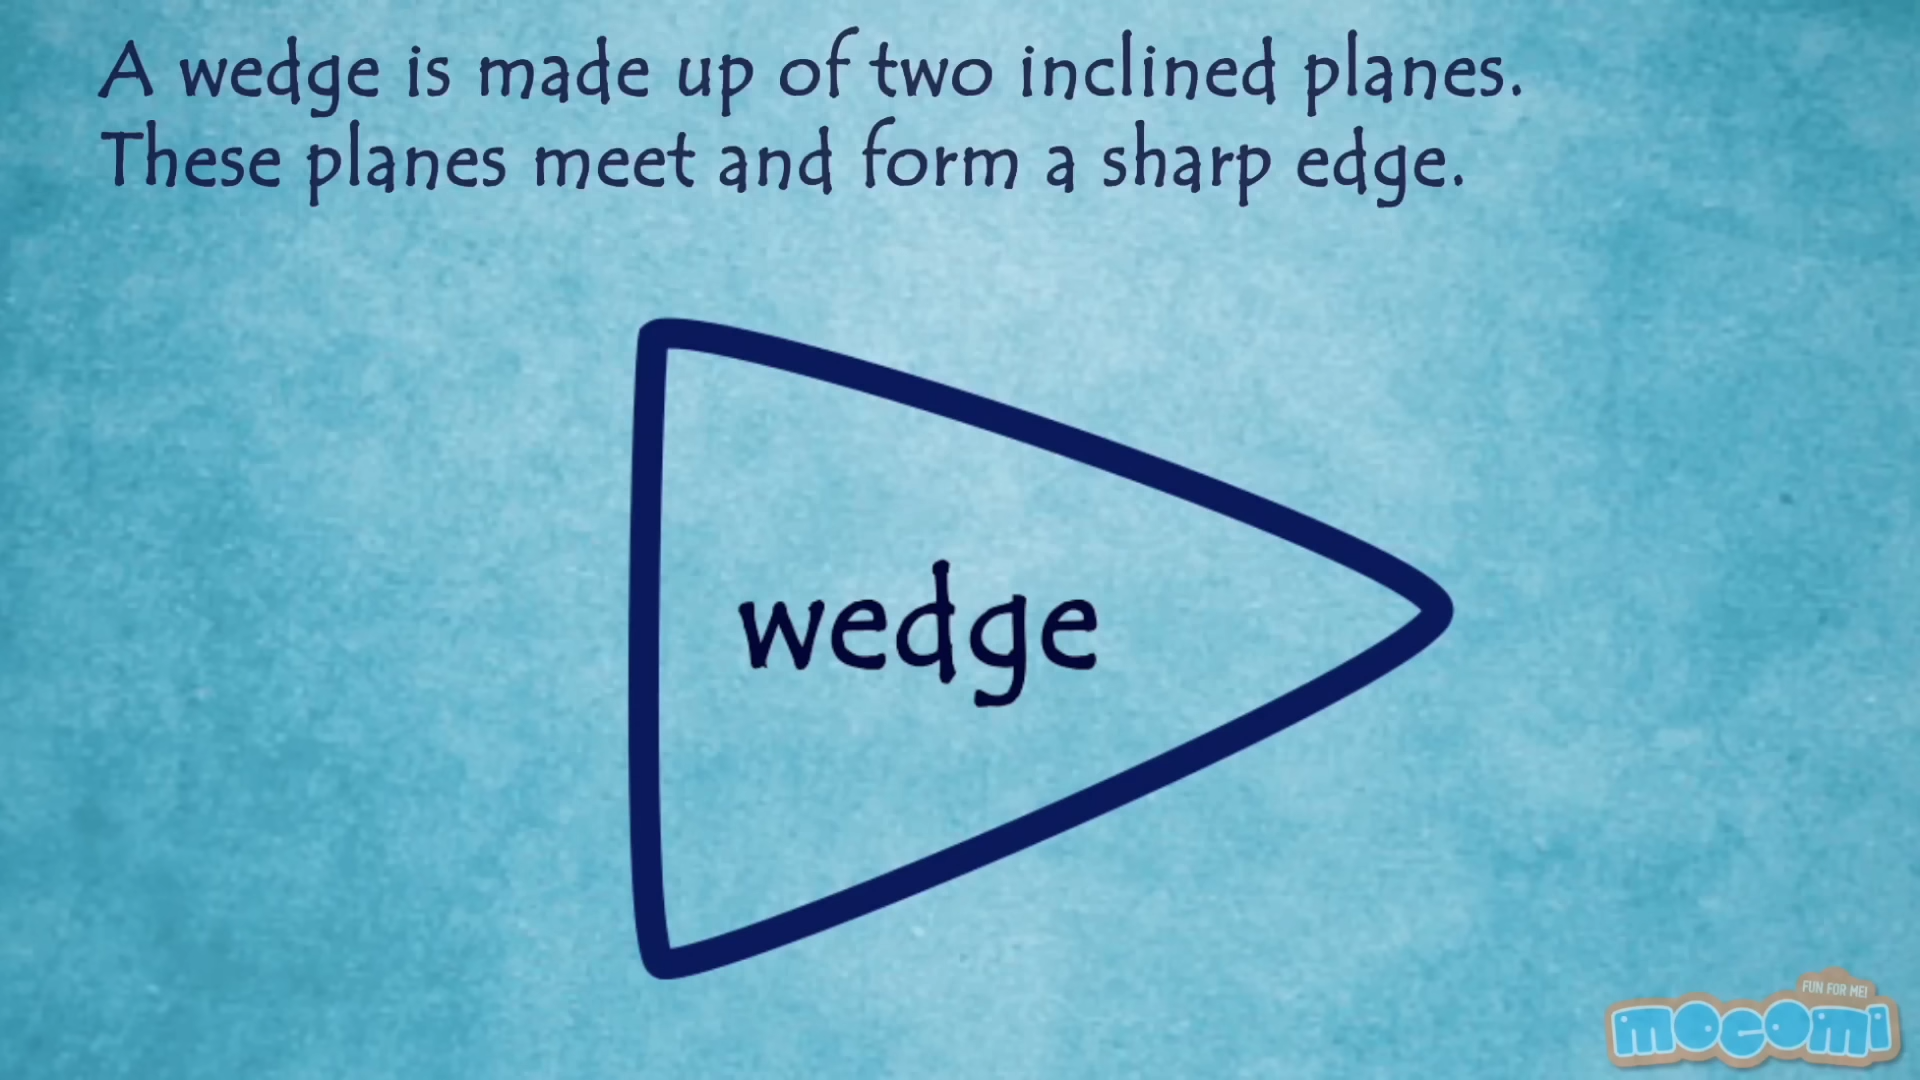 A wedge is made up of two inclined planes.
These planes meet and form a sharp edge.
wedge
FUN FOR ME!
mocomi